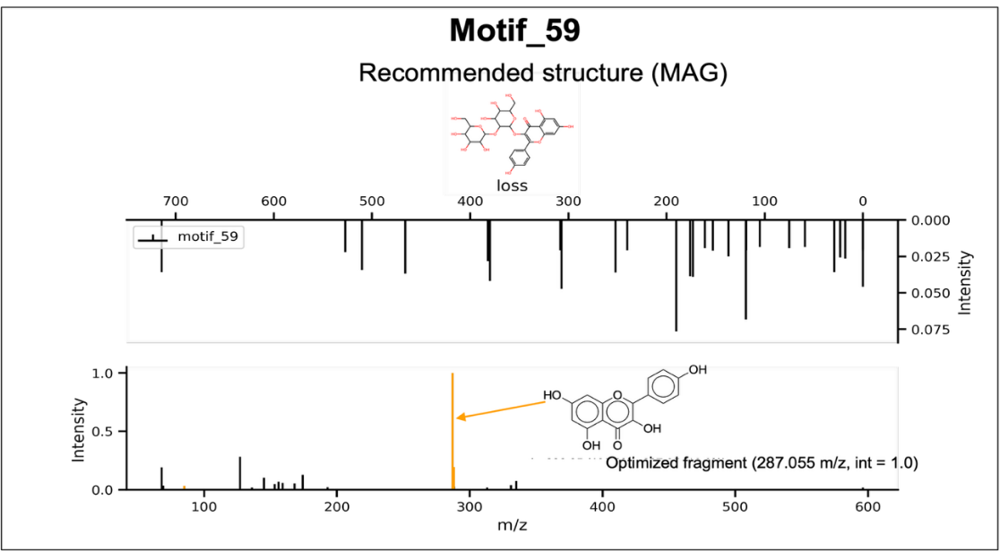 Motif_59
Recommended structure (MAG)
loss
700 600 500 400 300 200 100 0
motif_59
0.000
0.025
0.050
0.075
Intensity
1.0
0.5
0.0
Intensity
OH
HO
O
OH
OH O
Optimized fragment (287.055 m/z, int = 1.0)
100 200 300 400 500 600
m/z